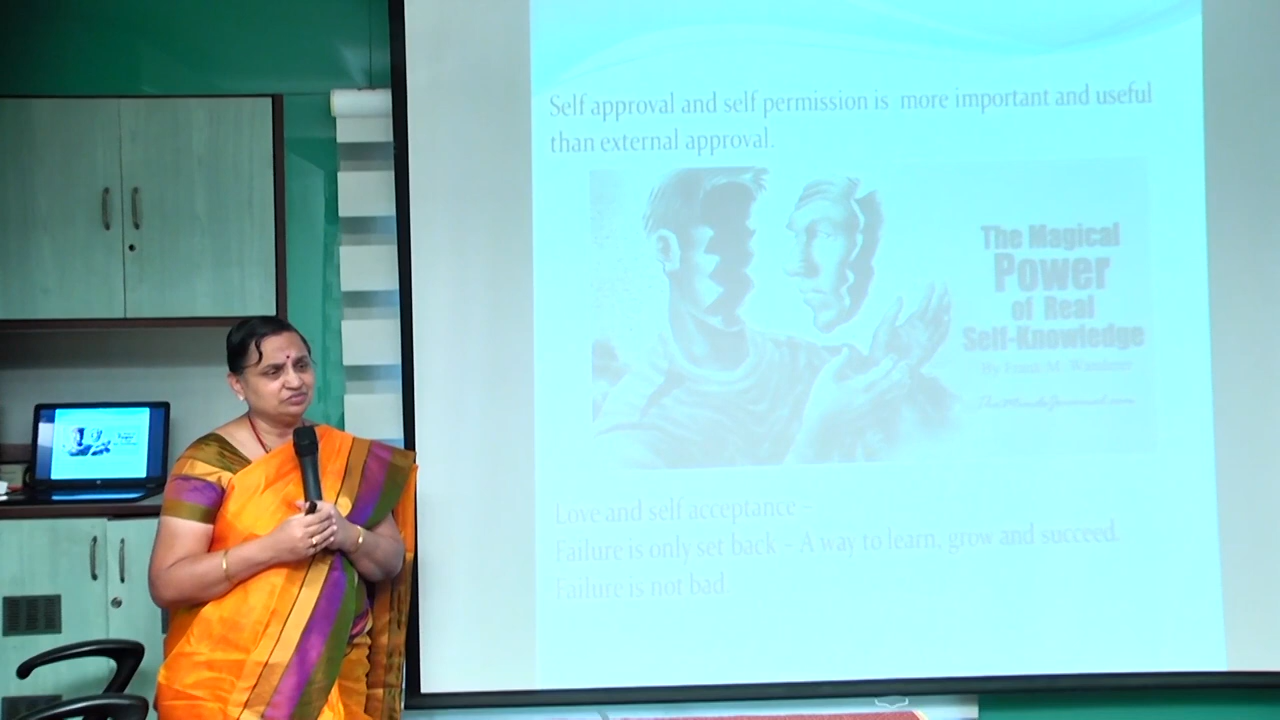 Self approval and self permission is more important and useful
than external approval.
The Magical
Power
of Real
Self-Knowledge
Love and self acceptance –
Failure is only set back – A way to learn, grow and succeed.
Failure is not bad